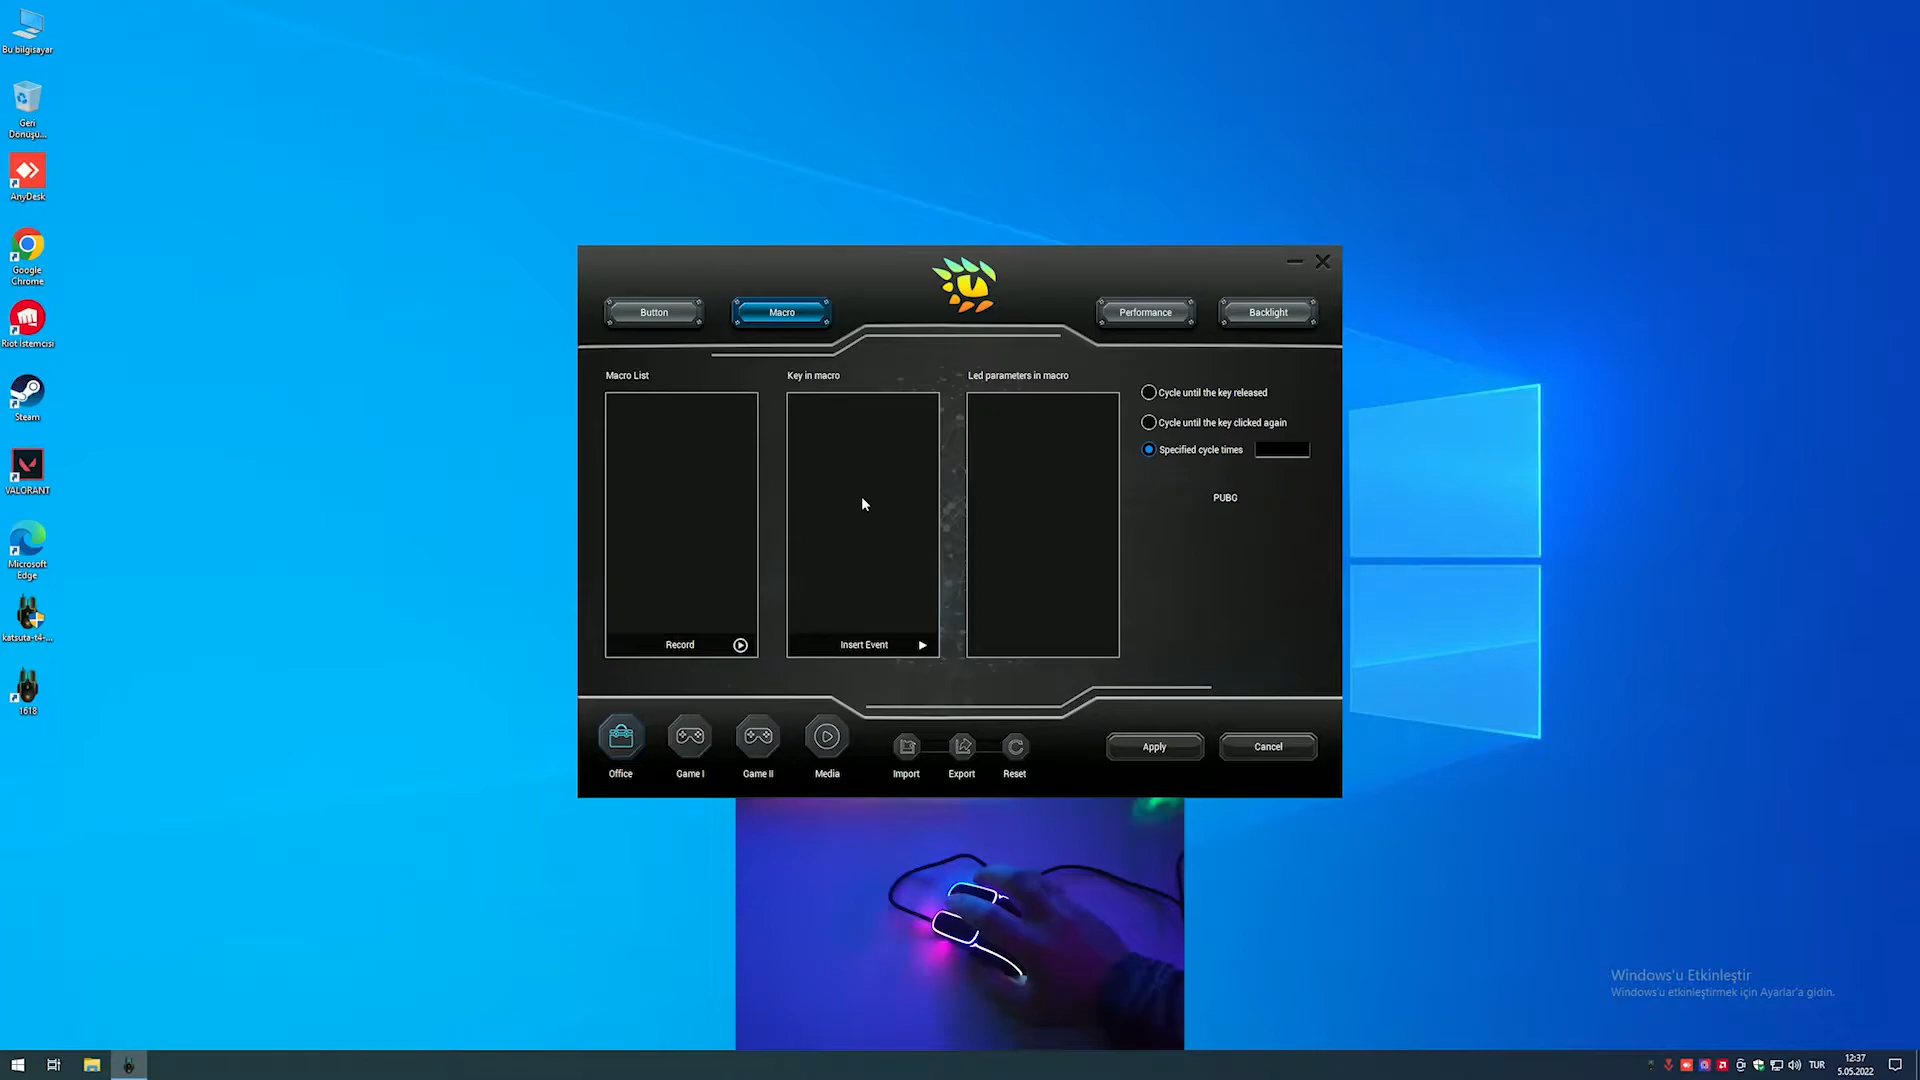 Bu bilgisayar
Geri
Dönüşü...
AnyDesk
Google
Chrome
Riot İstemcisi
Steam
VALORANT
Microsoft
Edge
katsuta-t4-...
1618
Button
Macro
Performance
Backlight
Macro List
Key in macro
Led parameters in macro
Cycle until the key released
Cycle until the key clicked again
Specified cycle times
PUBG
Record
Insert Event
Office
Game I
Game II
Media
Import
Export
Reset
Apply
Cancel
Windows'u Etkinleştir
Windows'u etkinleştirmek için Ayarlar'a gidin.
TUR
12:37
5.05.2022